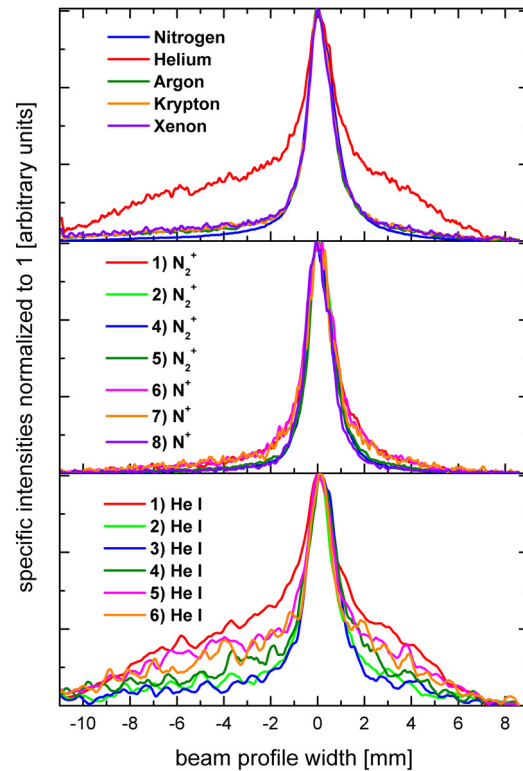 specific intensities normalized to 1 [arbitrary units]
Nitrogen
Helium
Argon
Krypton
Xenon
1) N₂⁺
2) N₂⁺
4) N₂⁺
5) N₂⁺
6) N⁺
7) N⁺
8) N⁺
1) He I
2) He I
3) He I
4) He I
5) He I
6) He I
-10 -8 -6 -4 -2 0 2 4 6 8
beam profile width [mm]